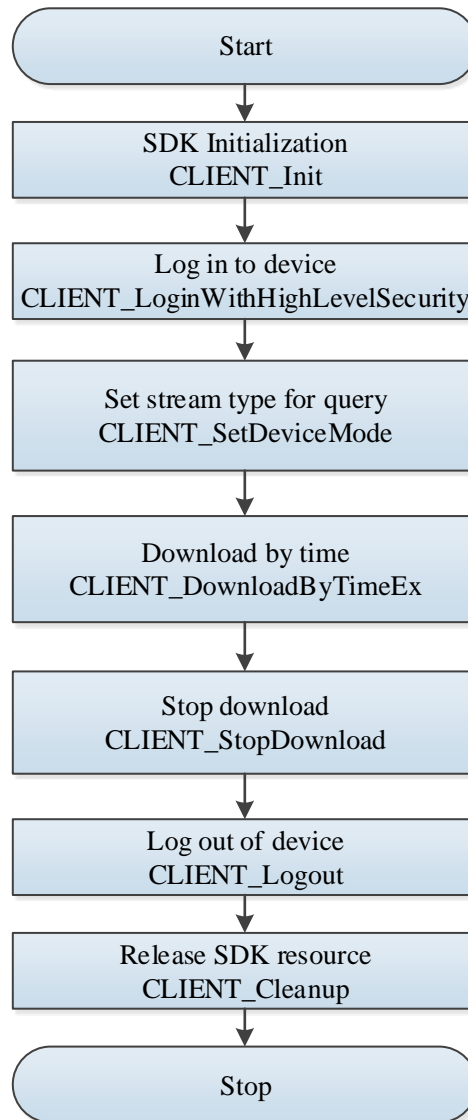 Start
SDK Initialization
CLIENT_Init
Log in to device
CLIENT_LoginWithHighLevelSecurity
Set stream type for query
CLIENT_SetDeviceMode
Download by time
CLIENT_DownloadByTimeEx
Stop download
CLIENT_StopDownload
Log out of device
CLIENT_Logout
Release SDK resource
CLIENT_Cleanup
Stop